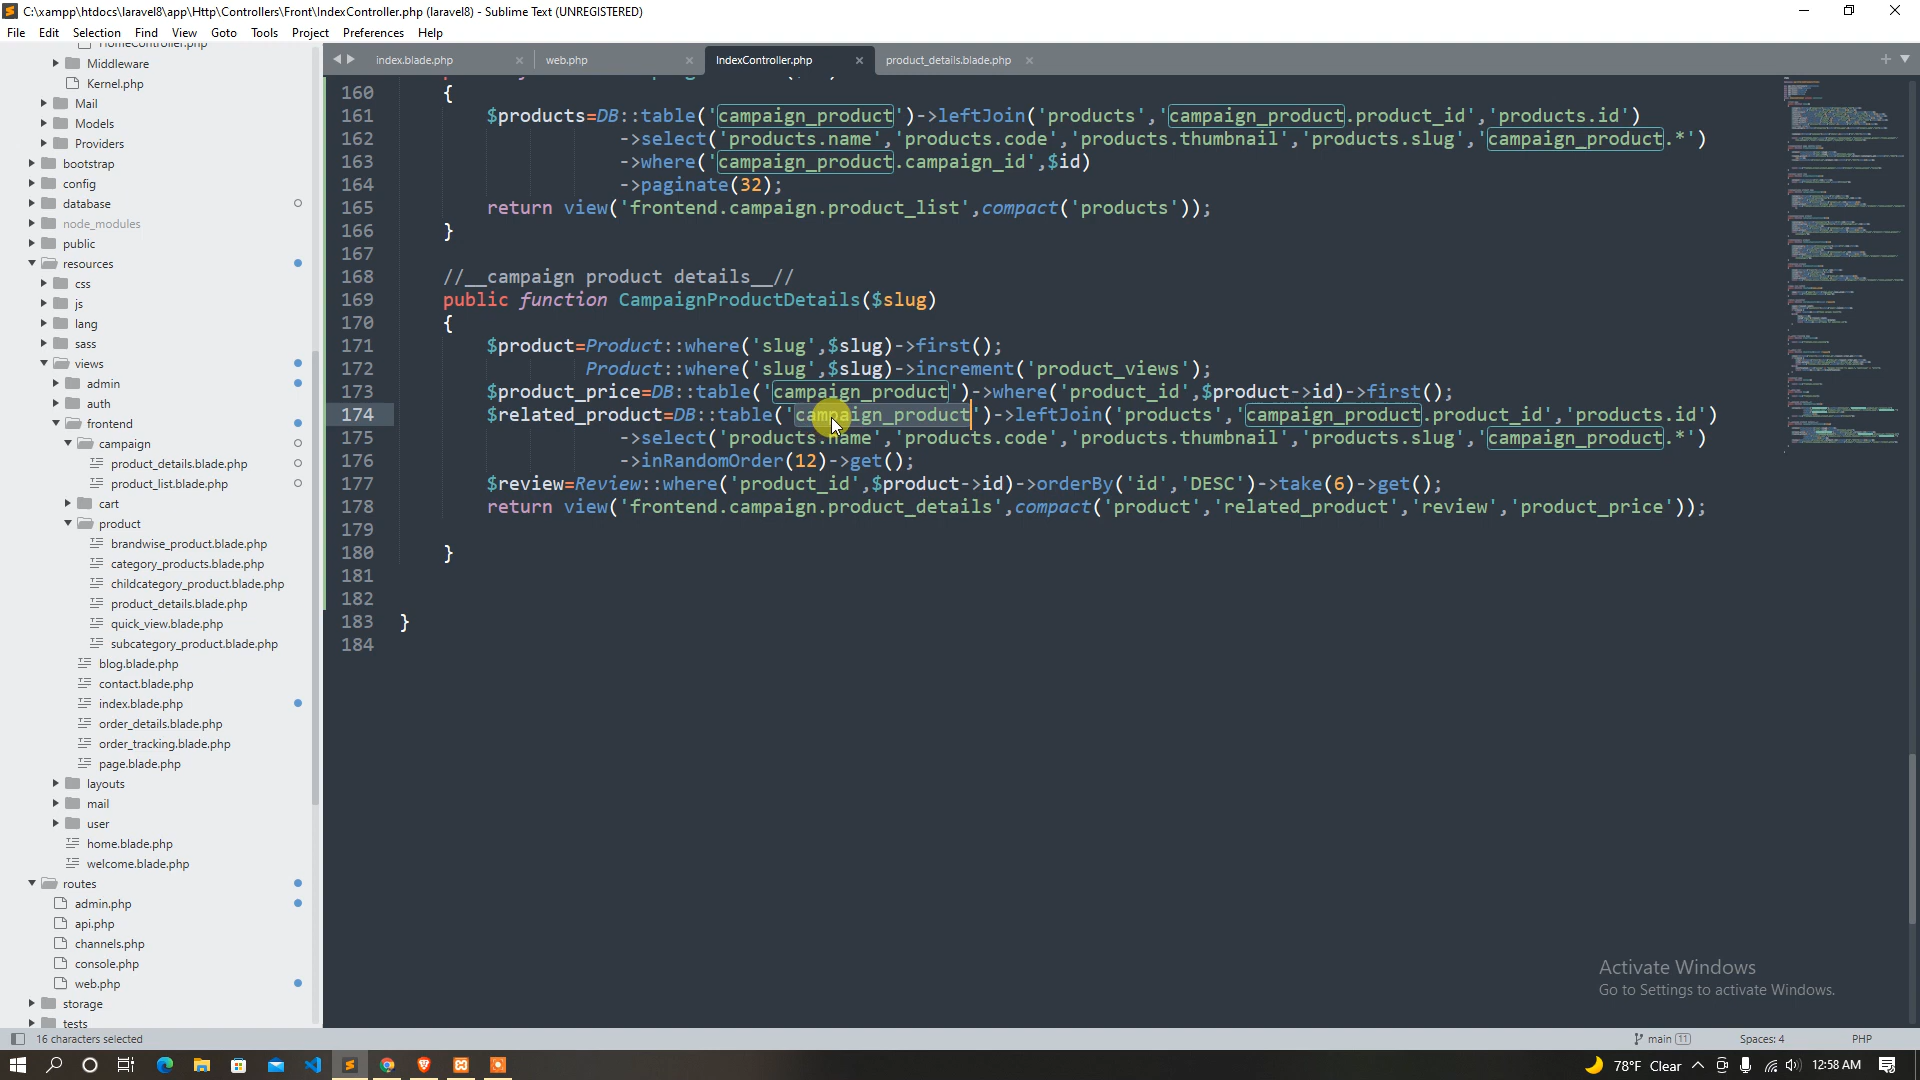 C:\xampp\htdocs\laravel8\app\Http\Controllers\Front\IndexController.php (laravel8) - Sublime Text (UNREGISTERED)
File Edit Selection Find View Goto Tools Project Preferences Help
HomeController.php
Middleware
Kernel.php
Mail
Models
Providers
bootstrap
config
database
node_modules
public
resources
css
js
lang
sass
views
admin
auth
frontend
campaign
product_details.blade.php
product_list.blade.php
cart
product
brandwise_product.blade.php
category_products.blade.php
childcategory_product.blade.php
product_details.blade.php
quick_view.blade.php
subcategory_product.blade.php
blog.blade.php
contact.blade.php
index.blade.php
order_details.blade.php
order_tracking.blade.php
page.blade.php
layouts
mail
user
home.blade.php
welcome.blade.php
routes
admin.php
api.php
channels.php
console.php
web.php
storage
tests
index.blade.php web.php IndexController.php product_details.blade.php
160 {
161 $products=DB::table('campaign_product')->leftJoin('products','campaign_product.product_id','products.id')
162 ->select('products.name','products.code','products.thumbnail','products.slug','campaign_product.*')
163 ->where('campaign_product.campaign_id',$id)
164 ->paginate(32);
165 return view('frontend.campaign.product_list',compact('products'));
166 }
167
168 //__campaign product details__//
169 public function CampaignProductDetails($slug)
170 {
171 $product=Product::where('slug',$slug)->first();
172 Product::where('slug',$slug)->increment('product_views');
173 $product_price=DB::table('campaign_product')->where('product_id',$product->id)->first();
174 $related_product=DB::table('campaign_product')->leftJoin('products','campaign_product.product_id','products.id')
175 ->select('products.name','products.code','products.thumbnail','products.slug','campaign_product.*')
176 ->inRandomOrder(12)->get();
177 $review=Review::where('product_id',$product->id)->orderBy('id','DESC')->take(6)->get();
178 return view('frontend.campaign.product_details',compact('product','related_product','review','product_price'));
179
180 }
181
182
183 }
184
Activate Windows
Go to Settings to activate Windows.
16 characters selected main 11 Spaces: 4 PHP
78°F Clear 12:58 AM